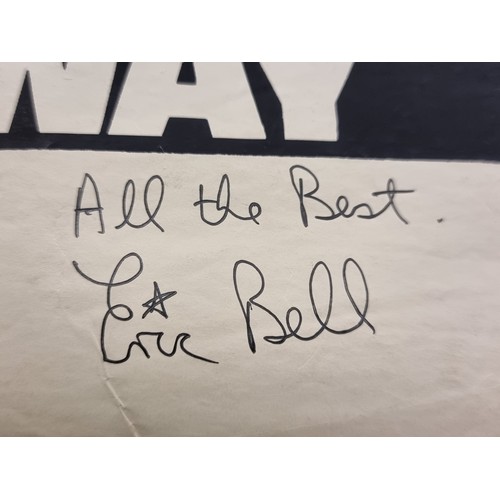 WAY
All the Best.
Eric Bell